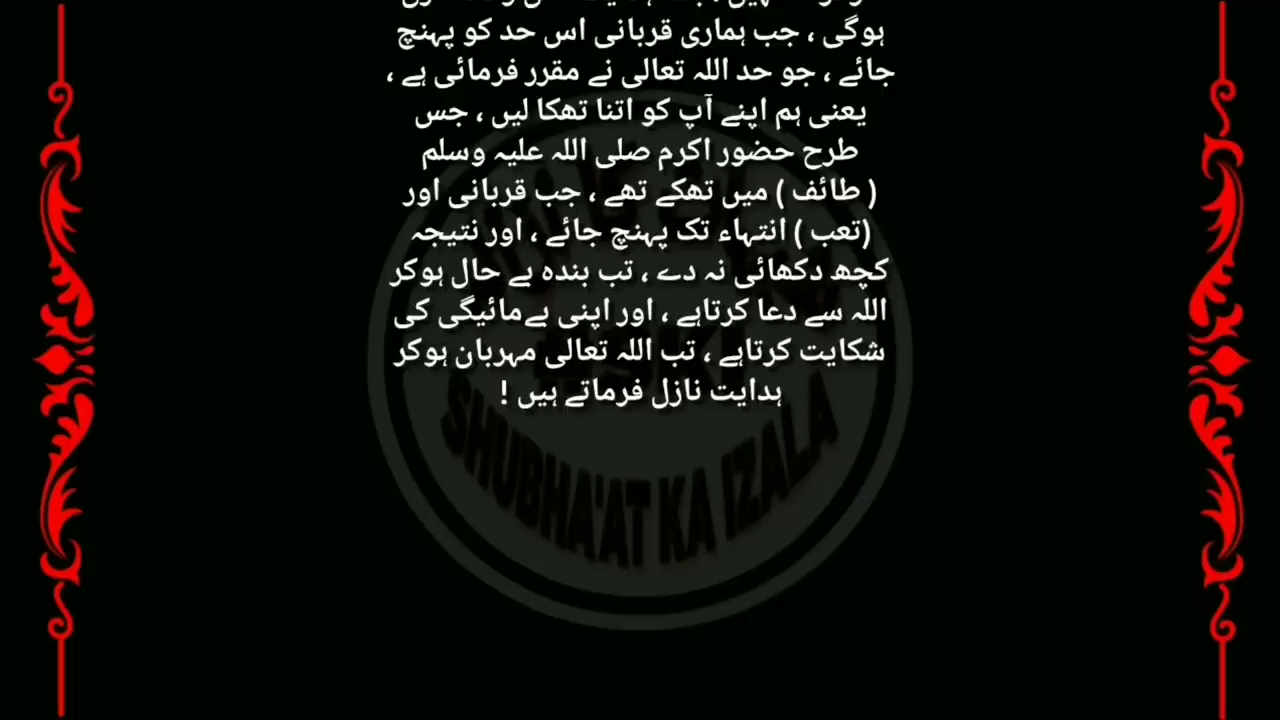 ہوگی ، جب ہماری قربانی اس حد کو پہنچ
جائے ، جو حد اللہ تعالی نے مقرر فرمائی ہے ،
یعنی ہم اپنے آپ کو اتنا تھکا لیں ، جس
طرح حضور اکرم صلی اللہ علیہ وسلم
( طائف ) میں تھکے تھے ، جب قربانی اور
(تعب ) انتہاء تک پہنچ جائے ، اور نتیجہ
کچھ دکھائی نہ دے ، تب بندہ بے حال ہوکر
اللہ سے دعا کرتاہے ، اور اپنی بےمائیگی کی
شکایت کرتاہے ، تب اللہ تعالی مہربان ہوکر
ہدایت نازل فرماتے ہیں !
SHUBHA'AT KA IZALA